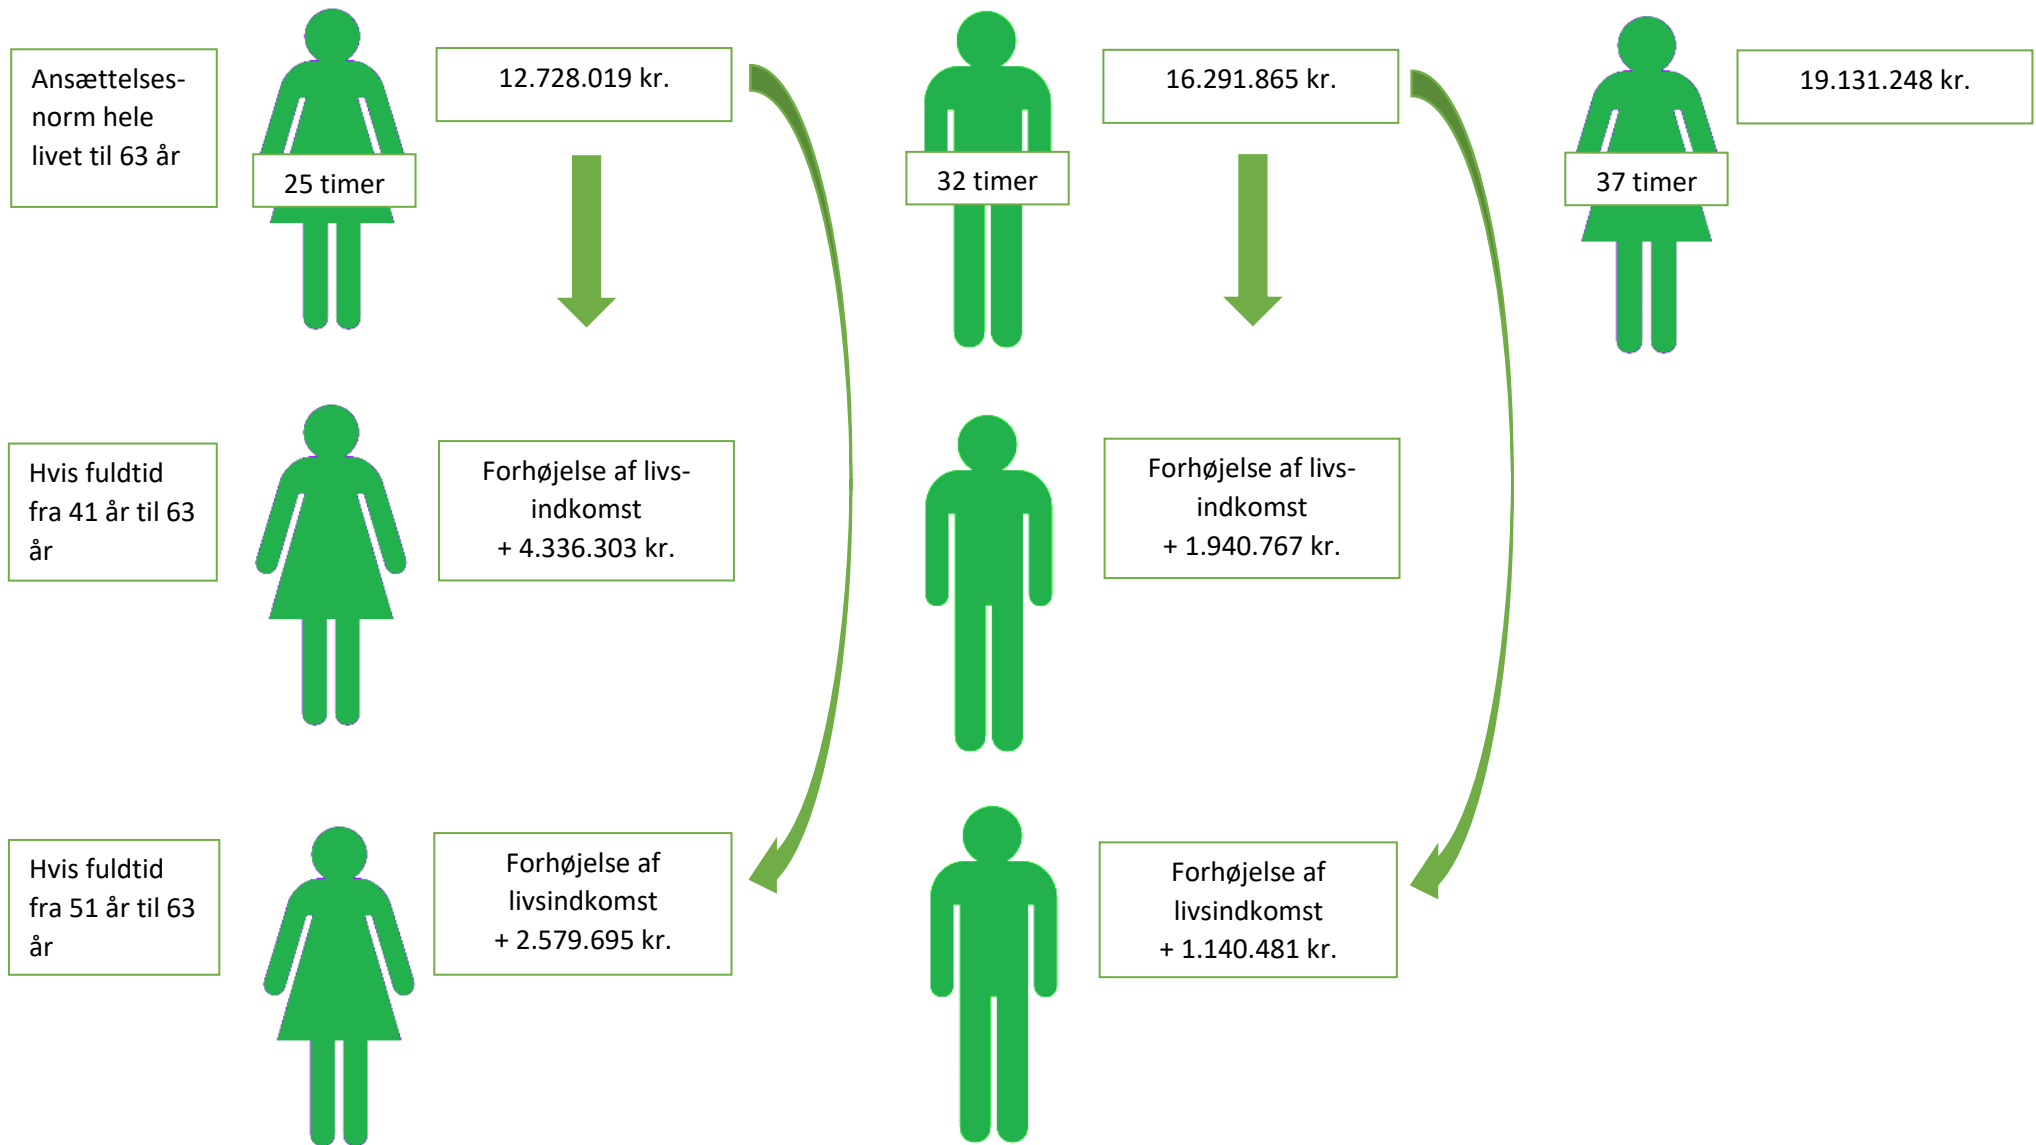 Ansættelses-
norm hele
livet til 63 år
25 timer
12.728.019 kr.
32 timer
16.291.865 kr.
37 timer
19.131.248 kr.
Hvis fuldtid
fra 41 år til 63
år
Forhøjelse af livs-
indkomst
+ 4.336.303 kr.
Forhøjelse af livs-
indkomst
+ 1.940.767 kr.
Hvis fuldtid
fra 51 år til 63
år
Forhøjelse af
livsindkomst
+ 2.579.695 kr.
Forhøjelse af
livsindkomst
+ 1.140.481 kr.